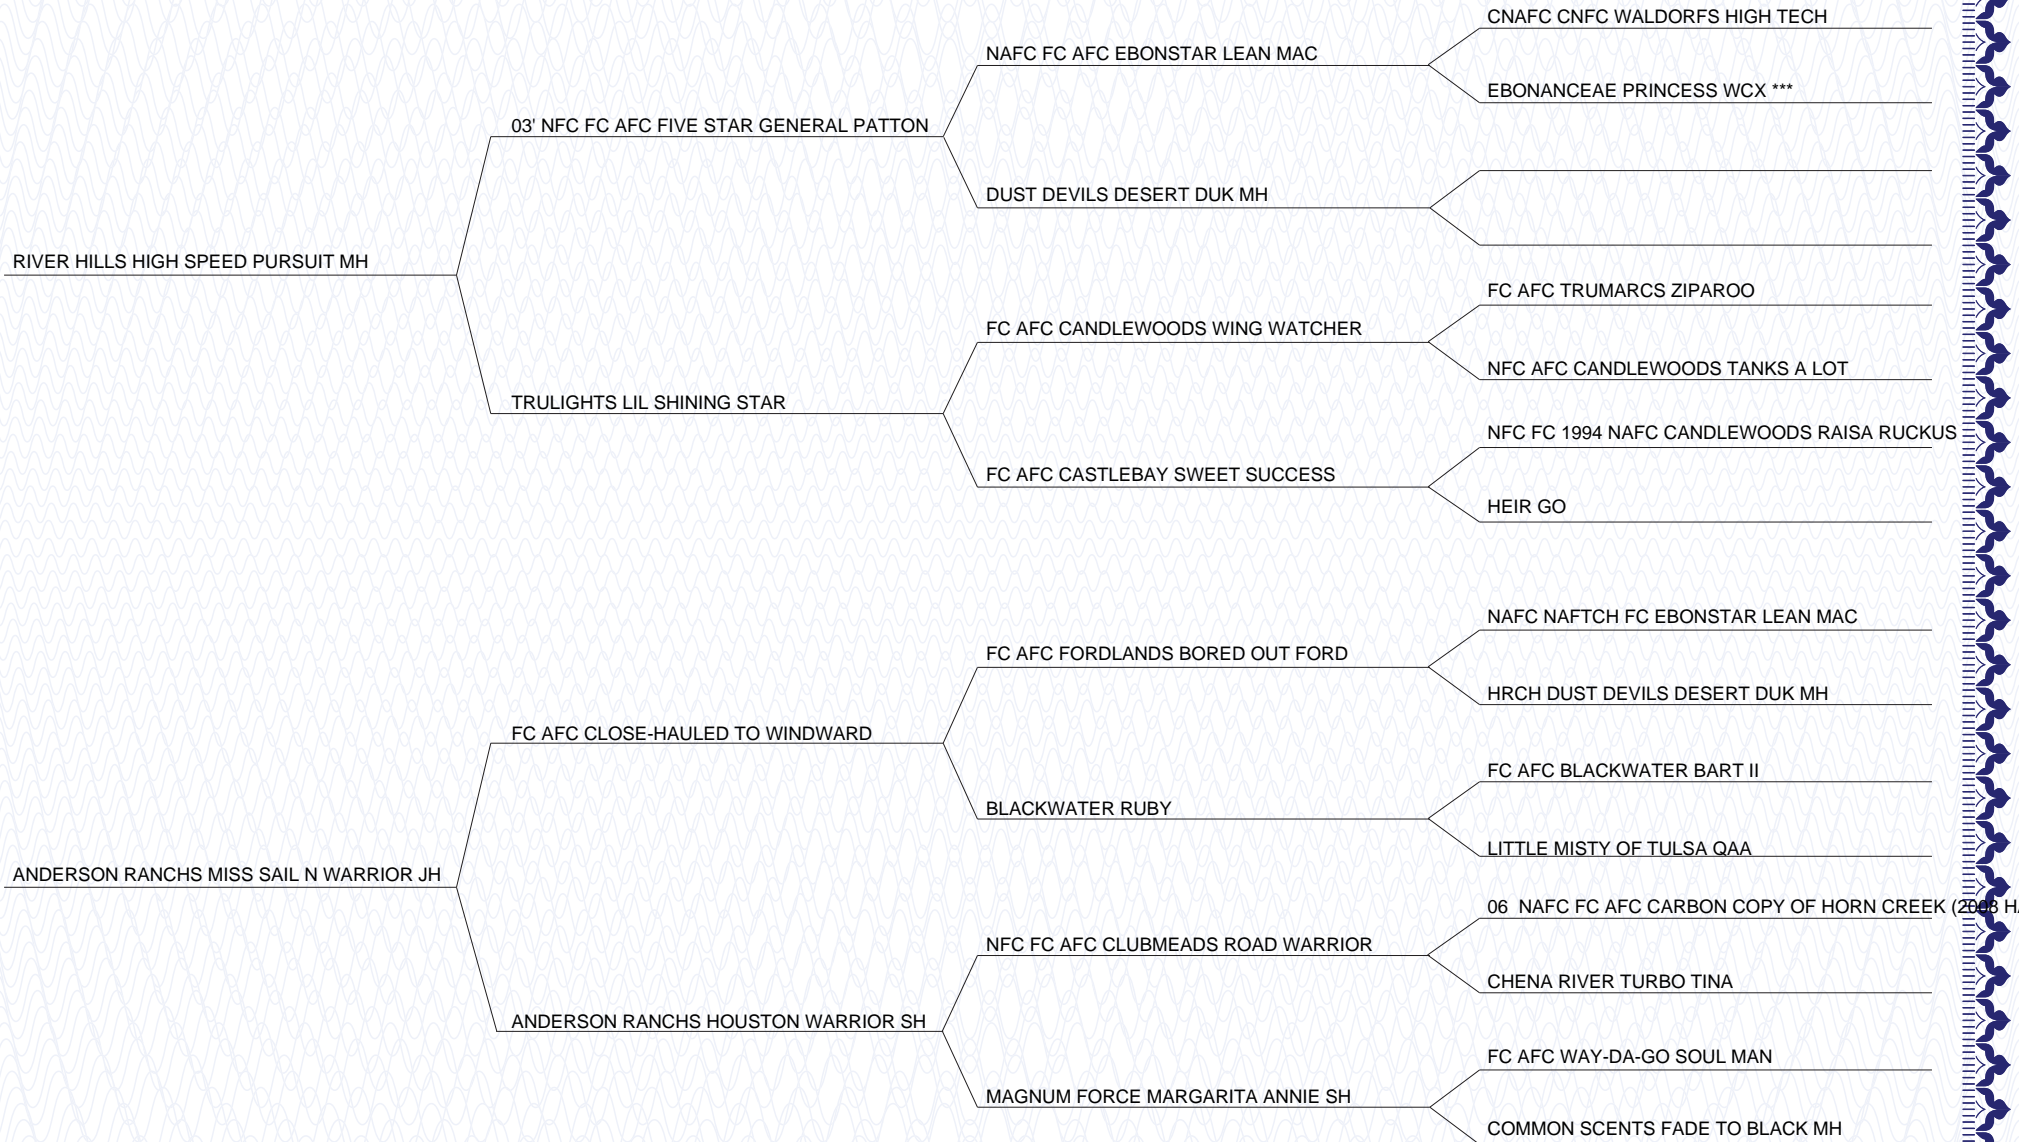 CNAFC CNFC WALDORFS HIGH TECH
NAFC FC AFC EBONSTAR LEAN MAC
EBONANCEAE PRINCESS WCX ***
03' NFC FC AFC FIVE STAR GENERAL PATTON
DUST DEVILS DESERT DUK MH
RIVER HILLS HIGH SPEED PURSUIT MH
FC AFC TRUMARCS ZIPAROO
FC AFC CANDLEWOODS WING WATCHER
NFC AFC CANDLEWOODS TANKS A LOT
TRULIGHTS LIL SHINING STAR
NFC FC 1994 NAFC CANDLEWOODS RAISA RUCKUS
FC AFC CASTLEBAY SWEET SUCCESS
HEIR GO
NAFC NAFTCH FC EBONSTAR LEAN MAC
FC AFC FORDLANDS BORED OUT FORD
HRCH DUST DEVILS DESERT DUK MH
FC AFC CLOSE-HAULED TO WINDWARD
FC AFC BLACKWATER BART II
BLACKWATER RUBY
LITTLE MISTY OF TULSA QAA
ANDERSON RANCHS MISS SAIL N WARRIOR JH
06 NAFC FC AFC CARBON COPY OF HORN CREEK (2008
NFC FC AFC CLUBMEADS ROAD WARRIOR
CHENA RIVER TURBO TINA
ANDERSON RANCHS HOUSTON WARRIOR SH
FC AFC WAY-DA-GO SOUL MAN
MAGNUM FORCE MARGARITA ANNIE SH
COMMON SCENTS FADE TO BLACK MH